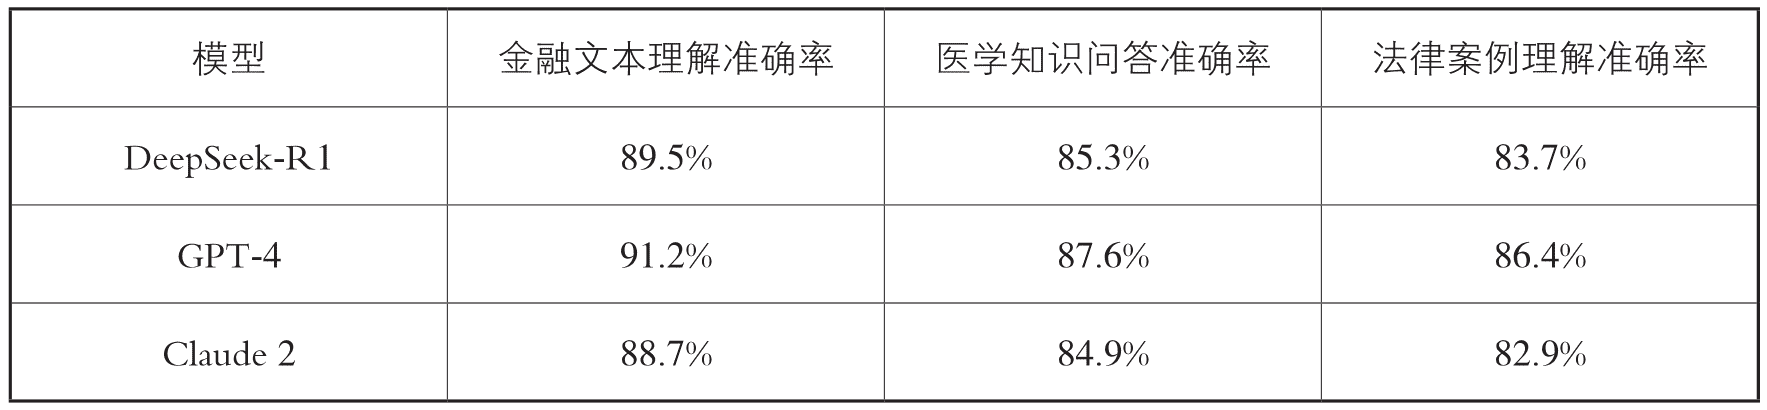 模型 金融文本理解准确率 医学知识问答准确率 法律案例理解准确率
DeepSeek-R1 89.5% 85.3% 83.7%
GPT-4 91.2% 87.6% 86.4%
Claude 2 88.7% 84.9% 82.9%